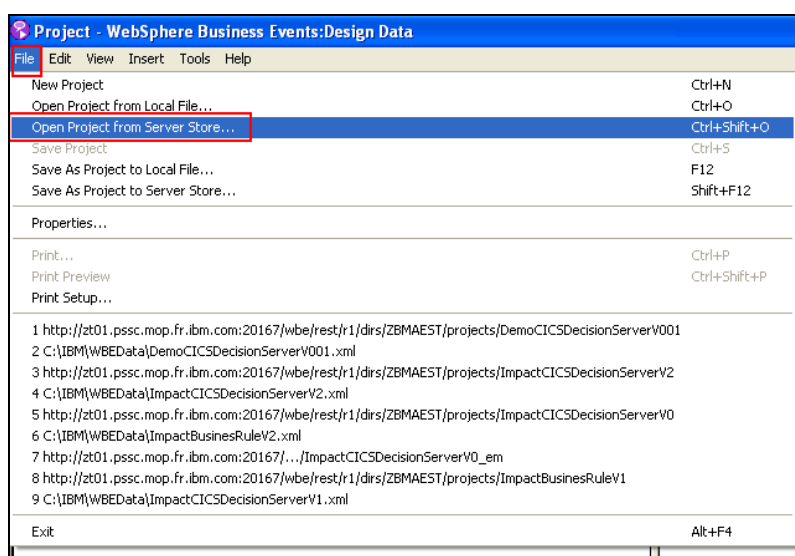 Project - WebSphere Business Events:Design Data
File Edit View Insert Tools Help
New Project Ctrl+N
Open Project from Local File... Ctrl+O
Open Project from Server Store... Ctrl+Shift+O
Save Project Ctrl+S
Save As Project to Local File... F12
Save As Project to Server Store... Shift+F12
Properties...
Print... Ctrl+P
Print Preview Ctrl+Shift+P
Print Setup...
1 http://zt01.pssc.mop.fr.ibm.com:20167/wbe/rest/r1/dirs/ZBMAEST/projects/DemoCICSDecisionServerV001
2 C:\IBM\WBEData\DemoCICSDecisionServerV001.xml
3 http://zt01.pssc.mop.fr.ibm.com:20167/wbe/rest/r1/dirs/ZBMAEST/projects/ImpactCICSDecisionServerV2
4 C:\IBM\WBEData\ImpactCICSDecisionServerV2.xml
5 http://zt01.pssc.mop.fr.ibm.com:20167/wbe/rest/r1/dirs/ZBMAEST/projects/ImpactCICSDecisionServerV0
6 C:\IBM\WBEData\ImpactBusinesRuleV2.xml
7 http://zt01.pssc.mop.fr.ibm.com:20167/.../ImpactCICSDecisionServerV0_em
8 http://zt01.pssc.mop.fr.ibm.com:20167/wbe/rest/r1/dirs/ZBMAEST/projects/ImpactBusinesRuleV1
9 C:\IBM\WBEData\ImpactCICSDecisionServerV1.xml
Exit Alt+F4